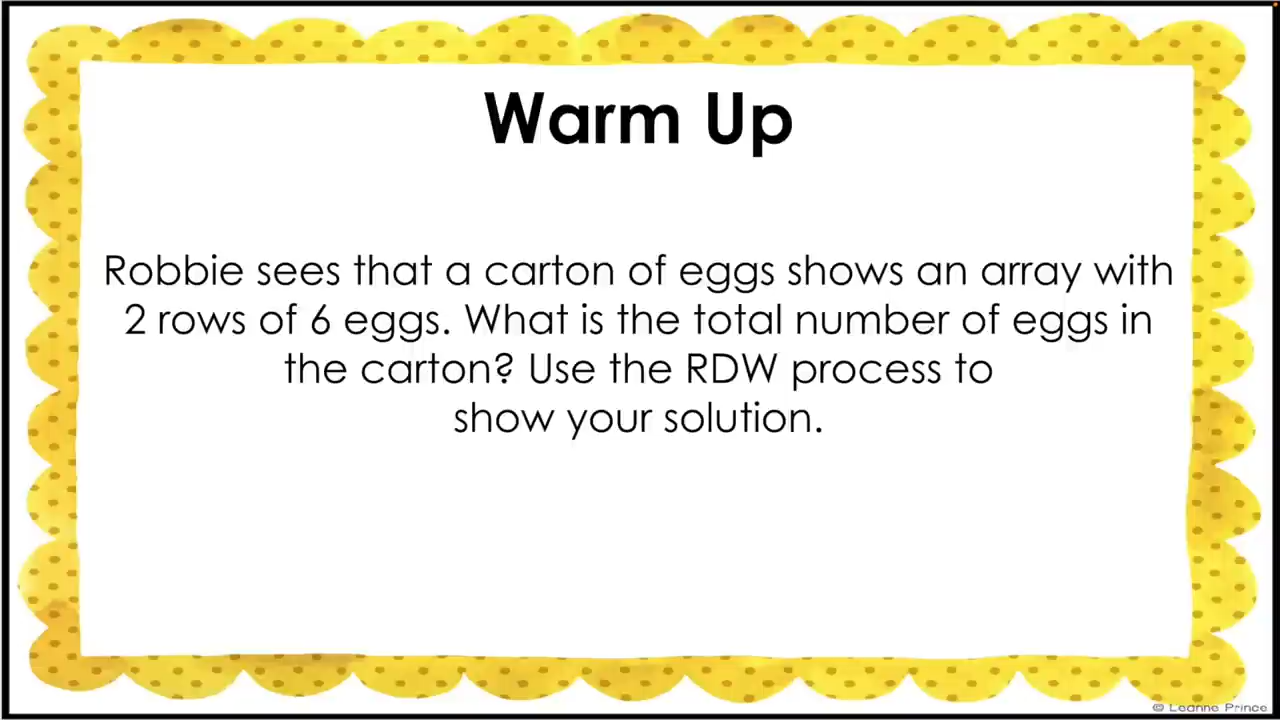 Warm Up
Robbie sees that a carton of eggs shows an array with
2 rows of 6 eggs. What is the total number of eggs in
the carton? Use the RDW process to
show your solution.
© Leanne Prince